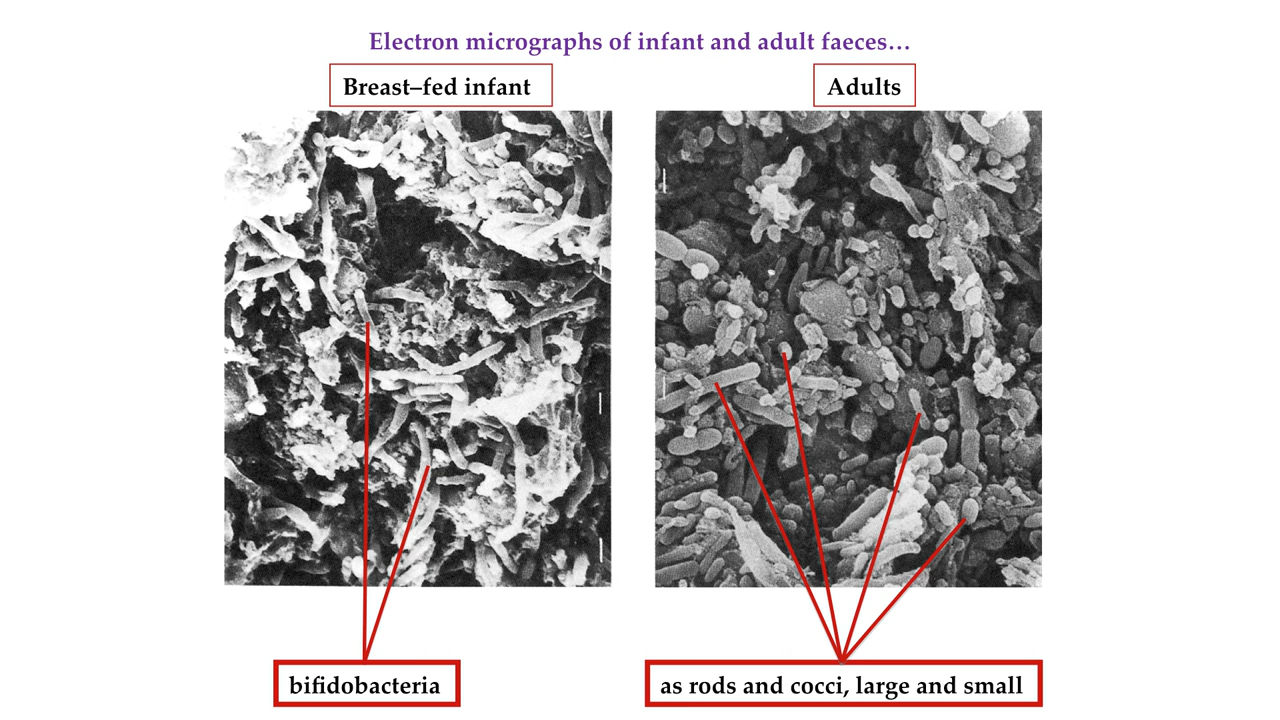 Electron micrographs of infant and adult faeces…
Breast–fed infant
Adults
bifidobacteria
as rods and cocci, large and small